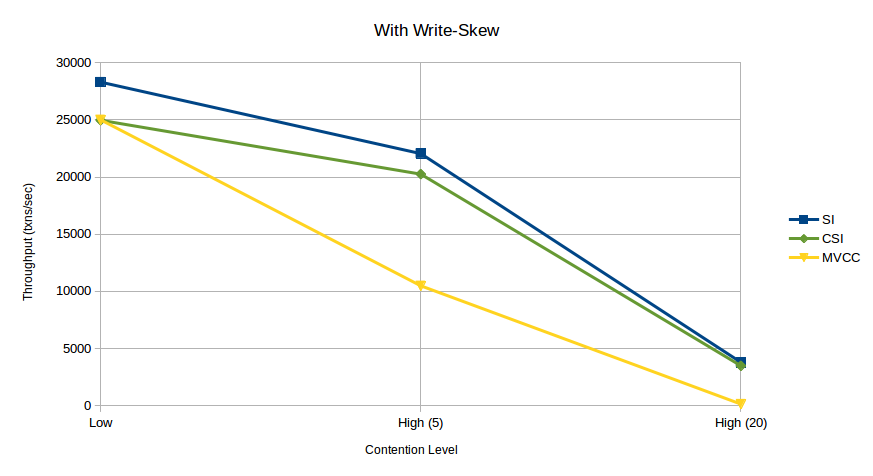 With Write-Skew
30000
25000
20000
15000
10000
5000
0
Throughput (txns/sec)
Low
High (5)
High (20)
Contention Level
SI
CSI
MVCC